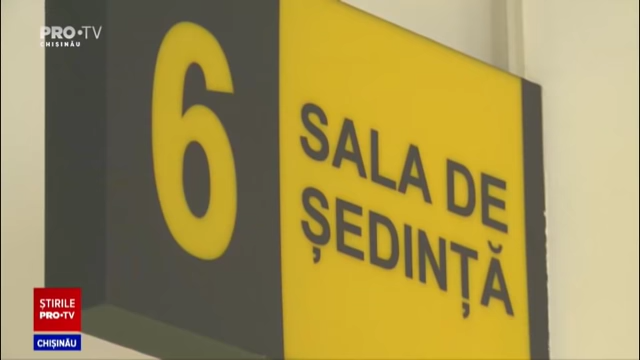 PRO•TV
CHIȘINĂU
6
SALA DE
ȘEDINȚĂ
ȘTIRILE
PRO•TV
CHIȘINĂU